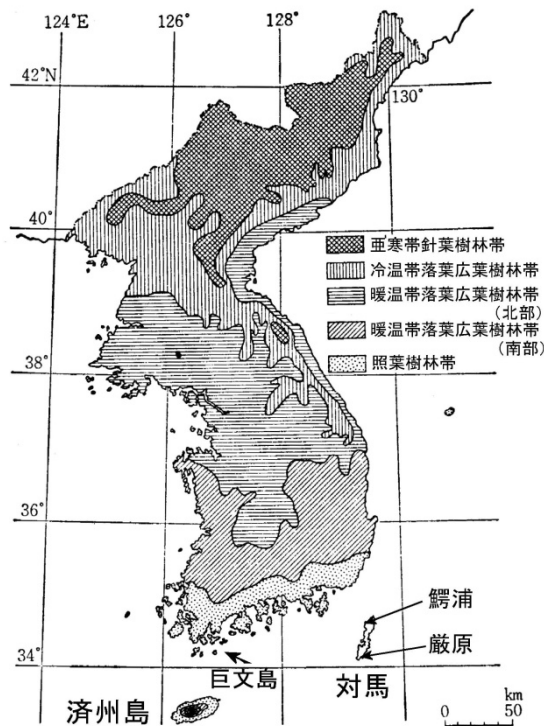 124°E
126°
128°
42°N
130°
40°
亜寒帯針葉樹林帯
冷温帯落葉広葉樹林帯
暖温帯落葉広葉樹林帯
(北部)
暖温帯落葉広葉樹林帯
(南部)
照葉樹林帯
38°
36°
鰐浦
厳原
34°
巨文島
対馬
済州島
km
0 50